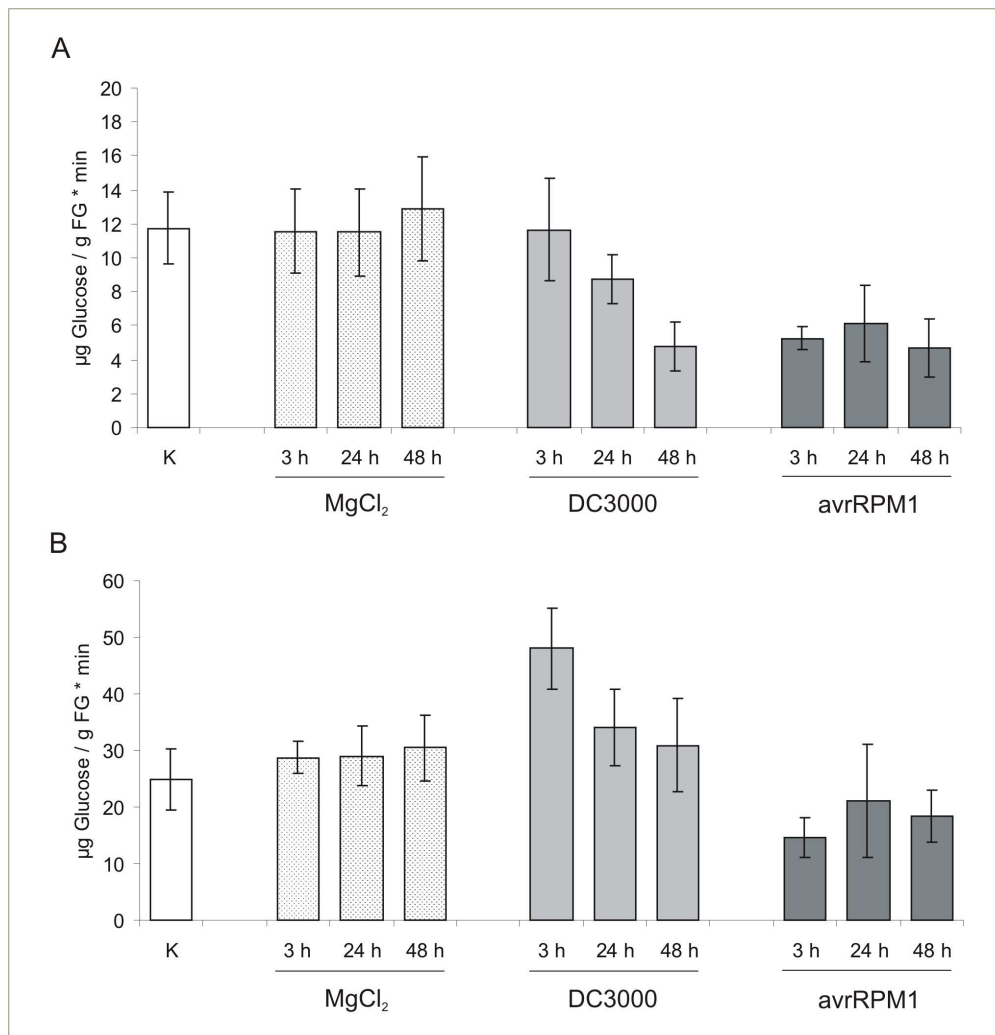 A
µg Glucose / g FG * min
20
18
16
14
12
10
8
6
4
2
0
K 3 h 24 h 48 h 3 h 24 h 48 h 3 h 24 h 48 h
MgCl₂ DC3000 avrRPM1
B
µg Glucose / g FG * min
60
50
40
30
20
10
0
K 3 h 24 h 48 h 3 h 24 h 48 h 3 h 24 h 48 h
MgCl₂ DC3000 avrRPM1